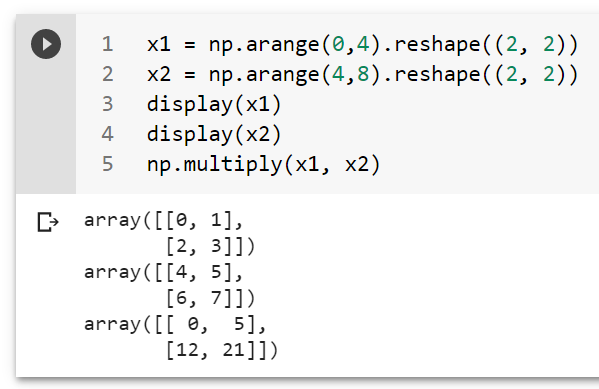 1 x1 = np.arange(0,4).reshape((2, 2))
2 x2 = np.arange(4,8).reshape((2, 2))
3 display(x1)
4 display(x2)
5 np.multiply(x1, x2)
array([[0, 1],
       [2, 3]])
array([[4, 5],
       [6, 7]])
array([[ 0,  5],
       [12, 21]])